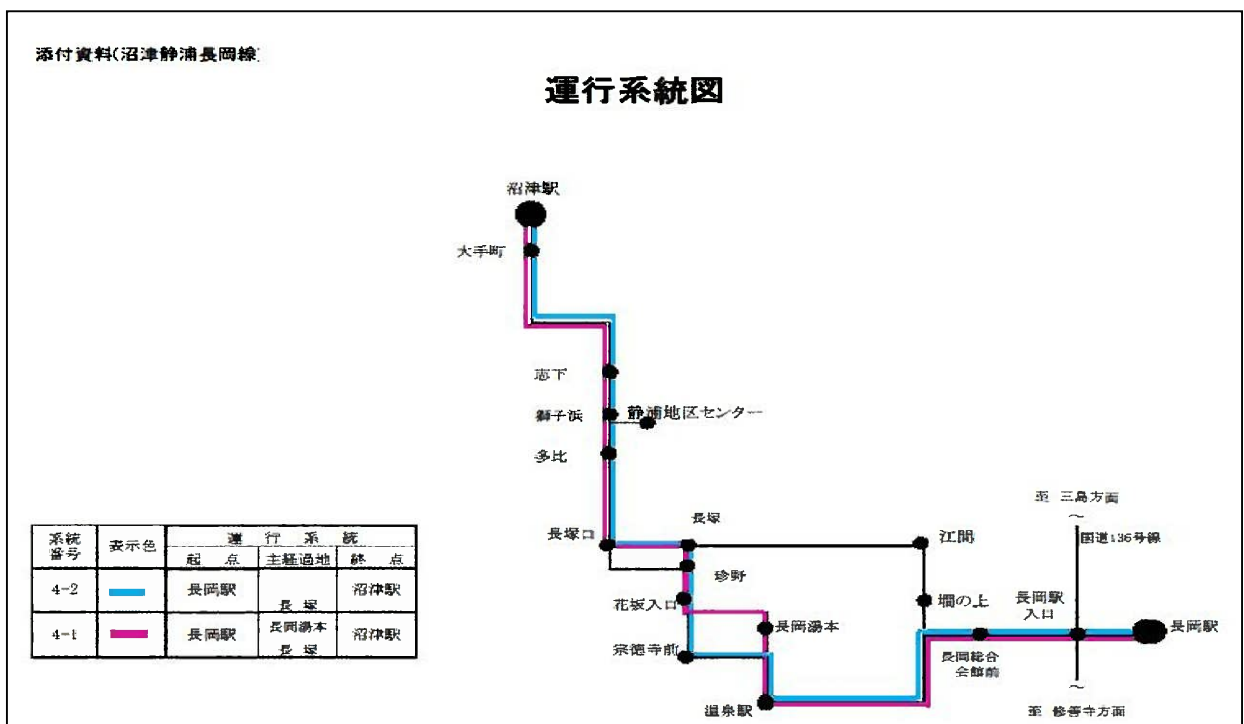 添付資料(沼津静浦長岡線)
運行系統図
沼津駅
大手町
志下
獅子浜
静浦地区センター
多比
至 三島方面
長塚口
長塚
江間
国道136号線
珍野
花坂入口
壗の上
長岡駅
入口
長岡駅
長岡湯本
宗徳寺前
長岡総合
会館前
温泉駅
至 修善寺方面
系統
番号
表示色
運 行 系 統
起 点
主経過地
終 点
4-2
長岡駅
長 塚
沼津駅
4-1
長岡駅
長岡湯本
長 塚
沼津駅